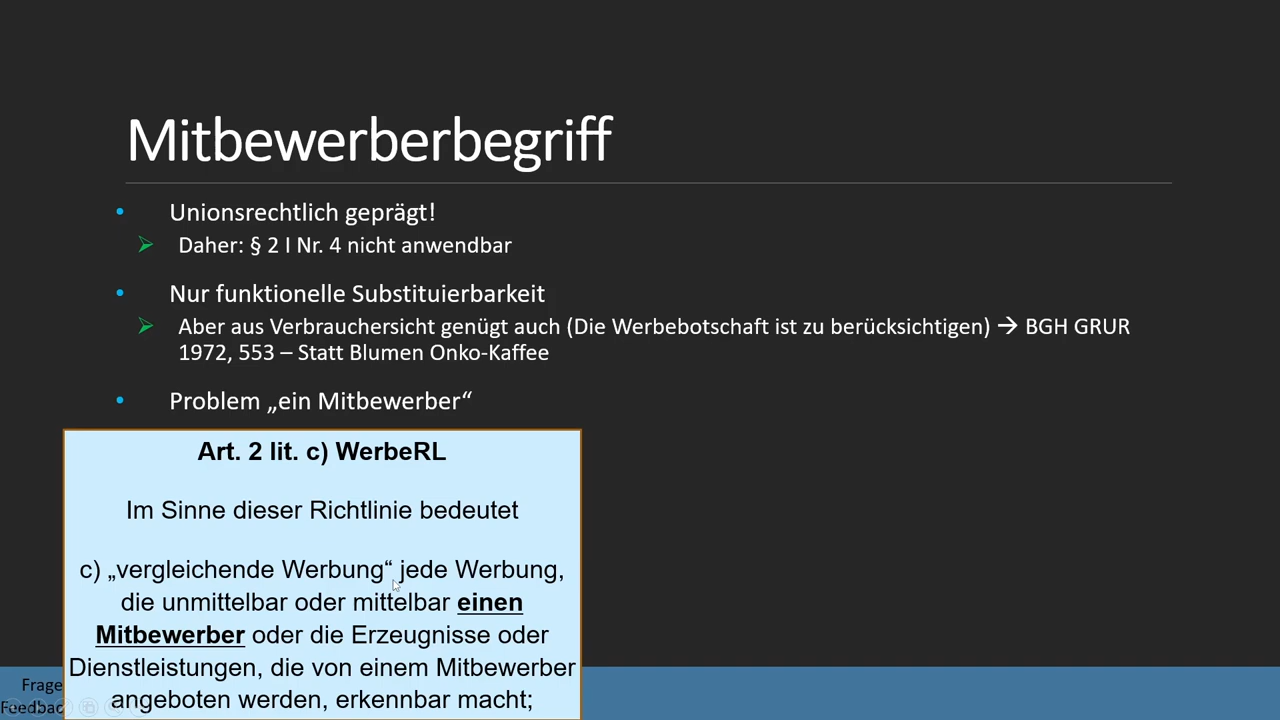 Mitbewerberbegriff
• Unionsrechtlich geprägt!
➢ Daher: § 2 I Nr. 4 nicht anwendbar
• Nur funktionelle Substituierbarkeit
➢ Aber aus Verbrauchersicht genügt auch (Die Werbebotschaft ist zu berücksichtigen) → BGH GRUR
1972, 553 – Statt Blumen Onko-Kaffee
• Problem „ein Mitbewerber“
Art. 2 lit. c) WerbeRL
Im Sinne dieser Richtlinie bedeutet
c) „vergleichende Werbung“ jede Werbung,
die unmittelbar oder mittelbar einen
Mitbewerber oder die Erzeugnisse oder
Dienstleistungen, die von einem Mitbewerber
angeboten werden, erkennbar macht;
Frage
Feedbac